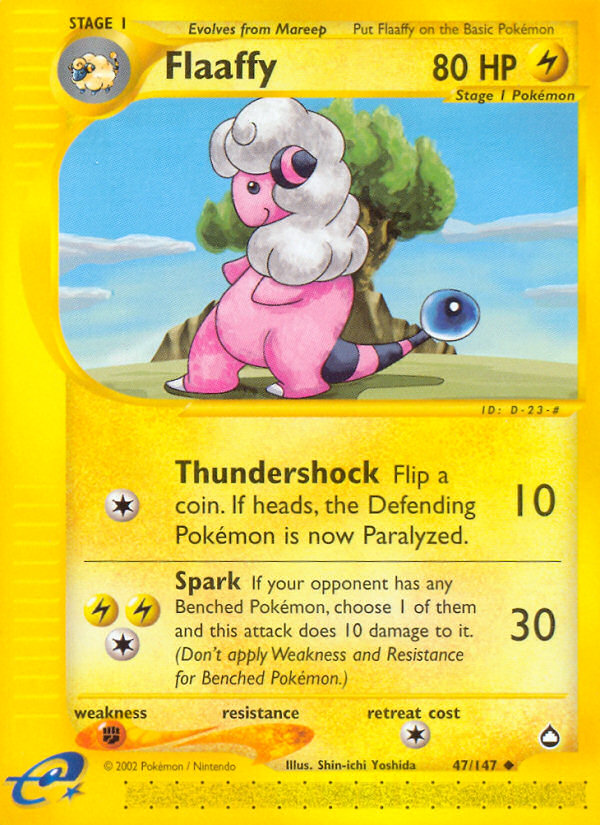 STAGE 1
Evolves from Mareep Put Flaaffy on the Basic Pokémon
Flaaffy 80 HP
Stage 1 Pokémon
ID: D-23-#
Thundershock Flip a
coin. If heads, the Defending
Pokémon is now Paralyzed.
10
Spark If your opponent has any
Benched Pokémon, choose 1 of them
and this attack does 10 damage to it.
(Don't apply Weakness and Resistance
for Benched Pokémon.)
30
weakness resistance retreat cost
© 2002 Pokémon / Nintendo Illus. Shin-ichi Yoshida 47/147
e